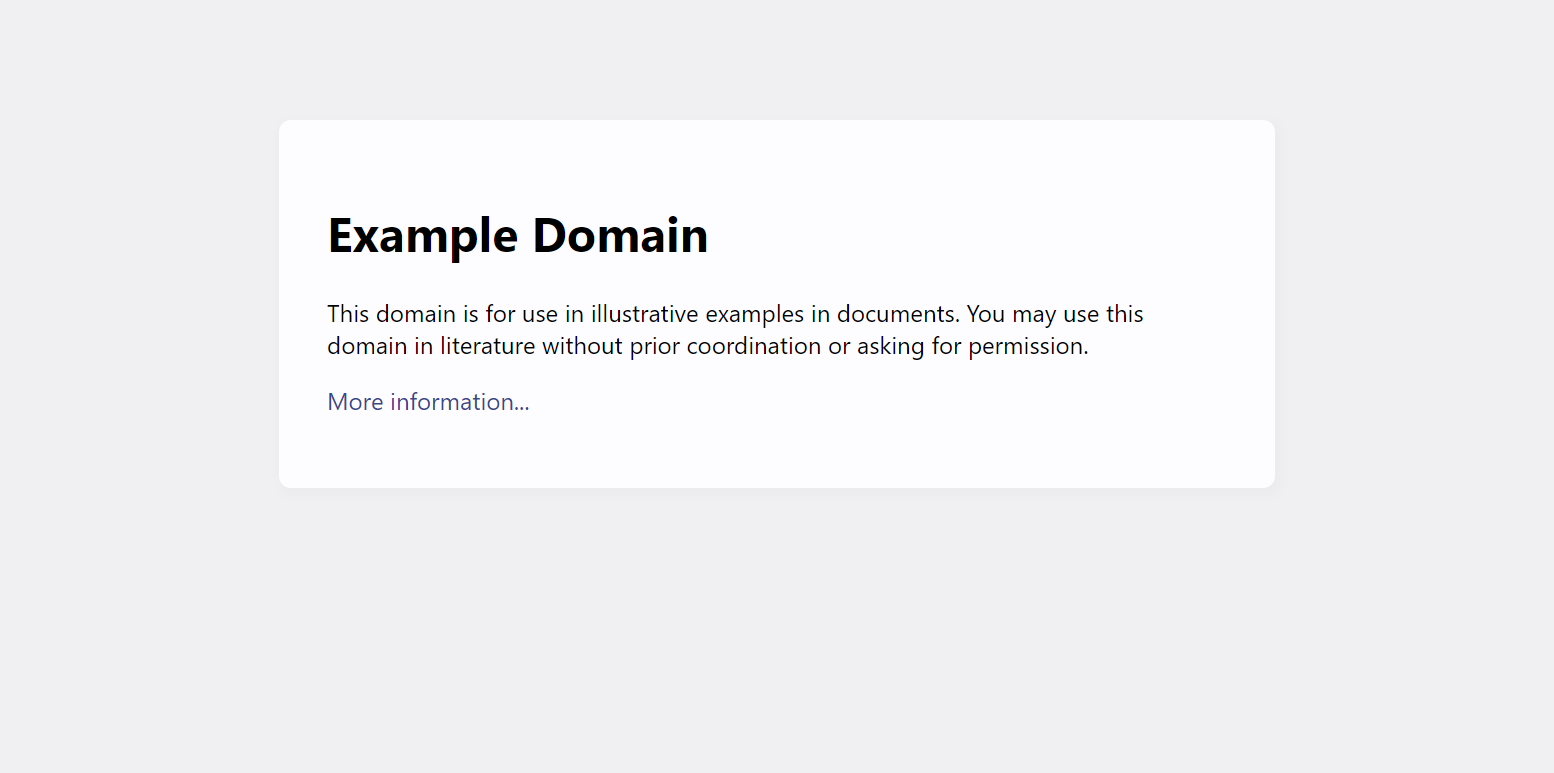 Example Domain
This domain is for use in illustrative examples in documents. You may use this
domain in literature without prior coordination or asking for permission.
More information...